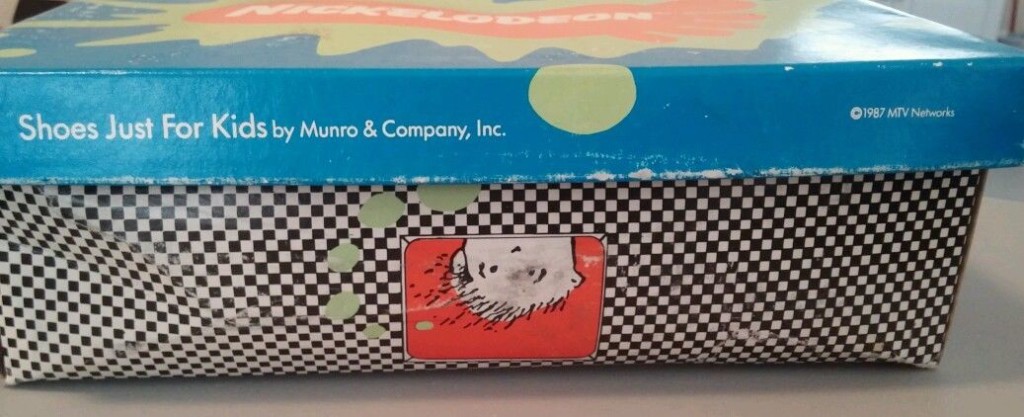 NICKELODEON
Shoes Just For Kids by Munro & Company, Inc.
©1987 MTV Networks